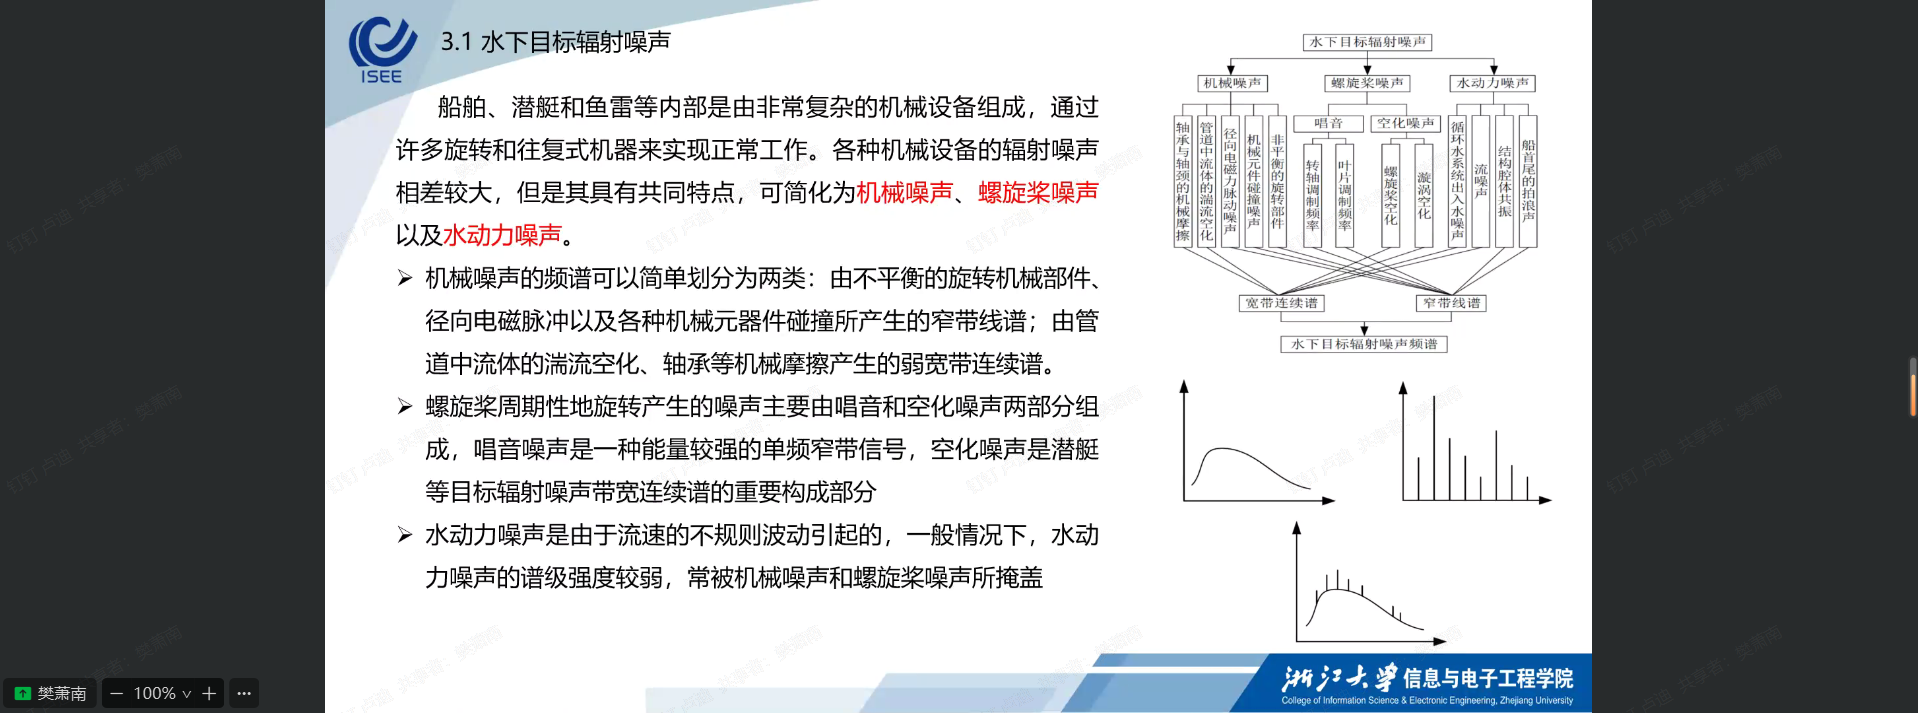 ISEE
3.1 水下目标辐射噪声
船舶、潜艇和鱼雷等内部是由非常复杂的机械设备组成，通过
许多旋转和往复式机器来实现正常工作。各种机械设备的辐射噪声
相差较大，但是其具有共同特点，可简化为机械噪声、螺旋桨噪声
以及水动力噪声。
➢ 机械噪声的频谱可以简单划分为两类：由不平衡的旋转机械部件、
径向电磁脉冲以及各种机械元器件碰撞所产生的窄带线谱；由管
道中流体的湍流空化、轴承等机械摩擦产生的弱宽带连续谱。
➢ 螺旋桨周期性地旋转产生的噪声主要由唱音和空化噪声两部分组
成，唱音噪声是一种能量较强的单频窄带信号，空化噪声是潜艇
等目标辐射噪声带宽连续谱的重要构成部分
➢ 水动力噪声是由于流速的不规则波动引起的，一般情况下，水动
力噪声的谱级强度较弱，常被机械噪声和螺旋桨噪声所掩盖
水下目标辐射噪声
机械噪声
螺旋桨噪声
水动力噪声
唱音
空化噪声
轴承与轴颈的机械摩擦
管道中流体的湍流空化
径向电磁力脉动噪声
机械元件碰撞噪声
非平衡的旋转部件
转轴调制频率
叶片调制频率
螺旋桨空化
漩涡空化
循环水系统出入水噪声
流噪声
结构腔体共振
船首尾的拍浪声
宽带连续谱
窄带线谱
水下目标辐射噪声频谱
浙江大学 信息与电子工程学院
College of Information Science & Electronic Engineering, Zhejiang University
樊萧南
100%